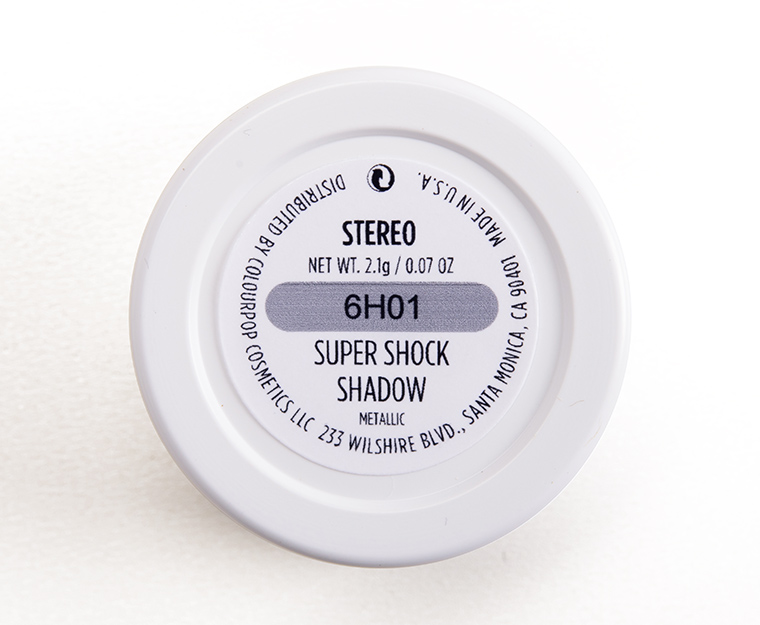 STEREO
NET WT. 2.1g / 0.07 OZ
6H01
SUPER SHOCK
SHADOW
METALLIC
DISTRIBUTED BY COLOURPOP COSMETICS LLC 233 WILSHIRE BLVD., SANTA MONICA, CA 90401 MADE IN U.S.A.